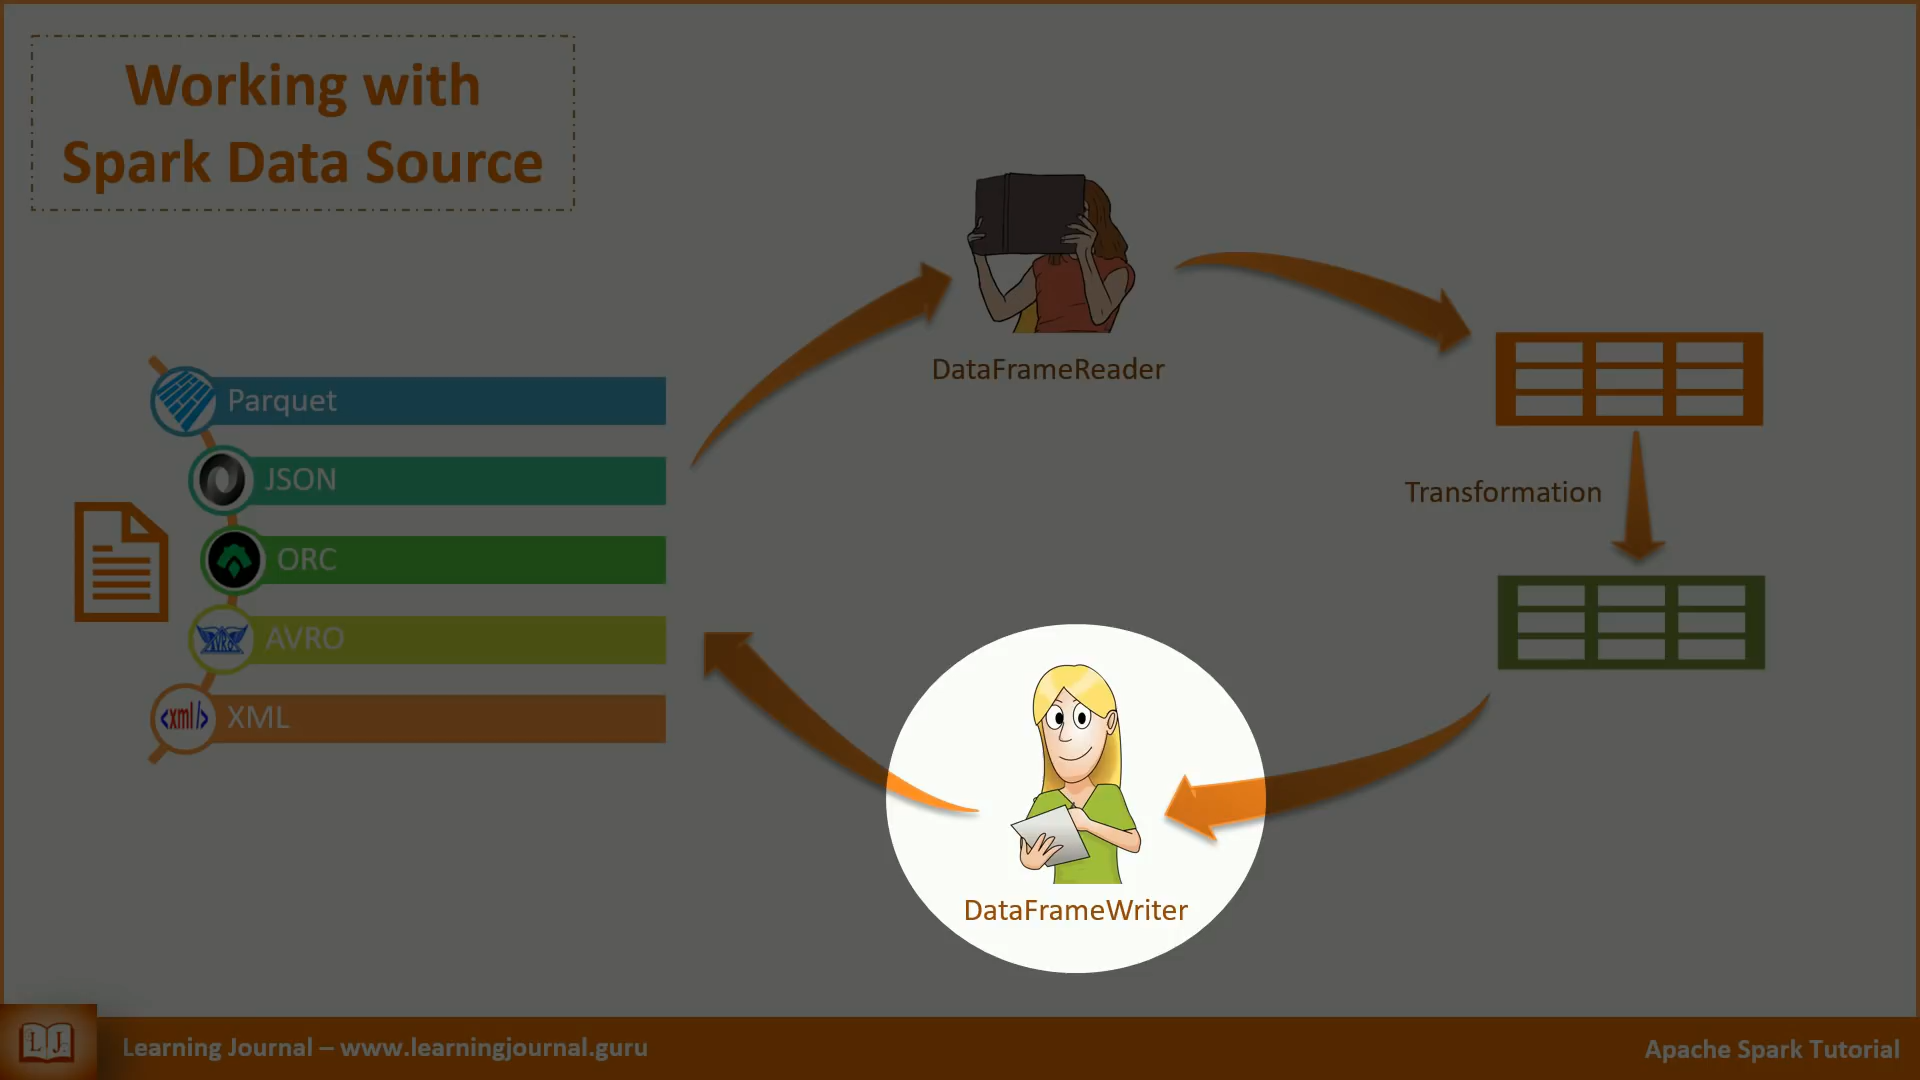 Working with
Spark Data Source
DataFrameReader
Parquet
JSON
ORC
AVRO
<xml/> XML
Transformation
DataFrameWriter
L J
Learning Journal – www.learningjournal.guru
Apache Spark Tutorial